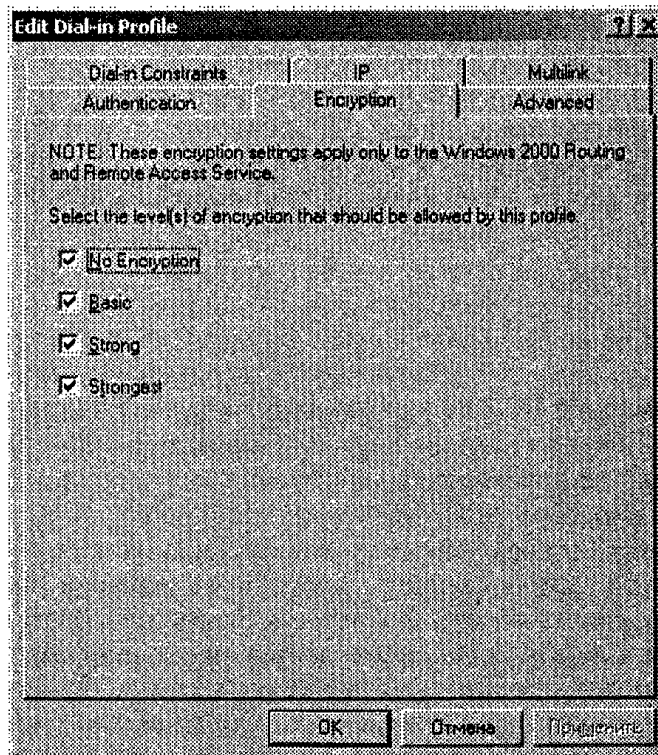 Edit Dial-in Profile
Dial-in Constraints IP Multilink
Authentication Encryption Advanced
NOTE: These encryption settings apply only to the Windows 2000 Routing
and Remote Access Service.
Select the level(s) of encryption that should be allowed by this profile.
No Encryption
Basic
Strong
Strongest
OK Отмена Применить